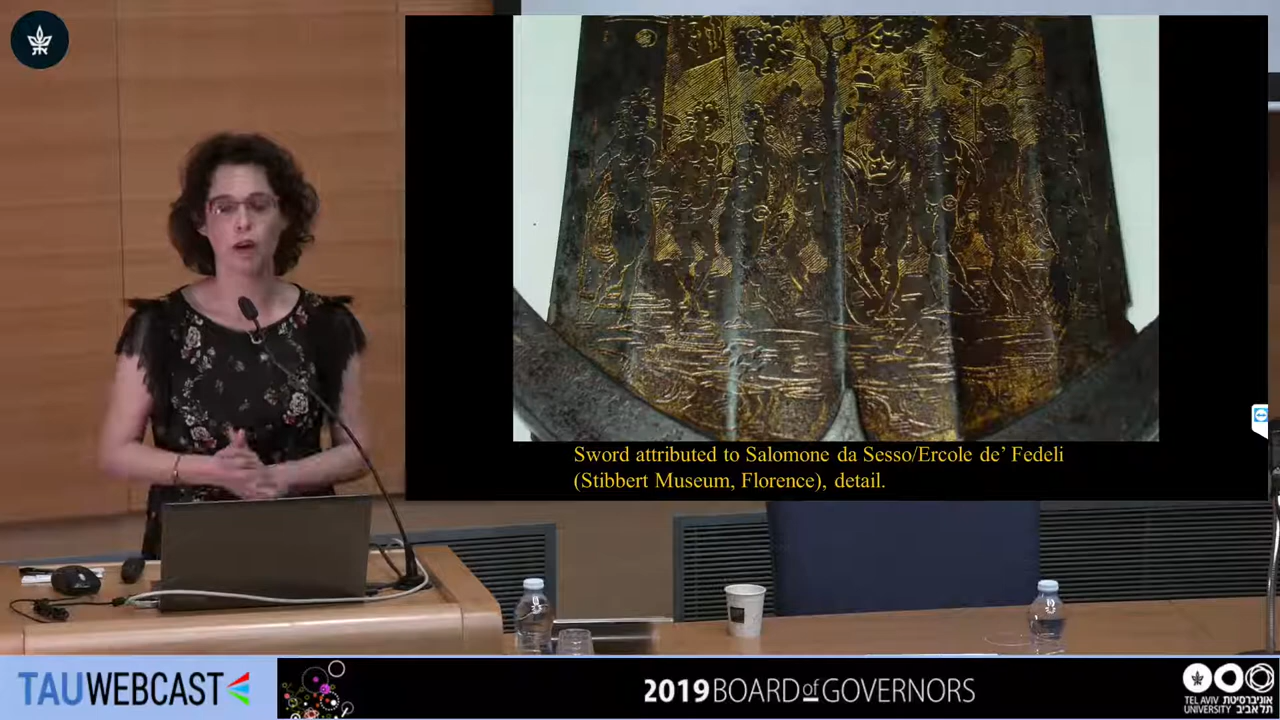 Sword attributed to Salomone da Sesso/Ercole de’ Fedeli
(Stibbert Museum, Florence), detail.
TAUWEBCAST
2019 BOARD of GOVERNORS
TEL AVIV אוניברסיטת
UNIVERSITY תל אביב